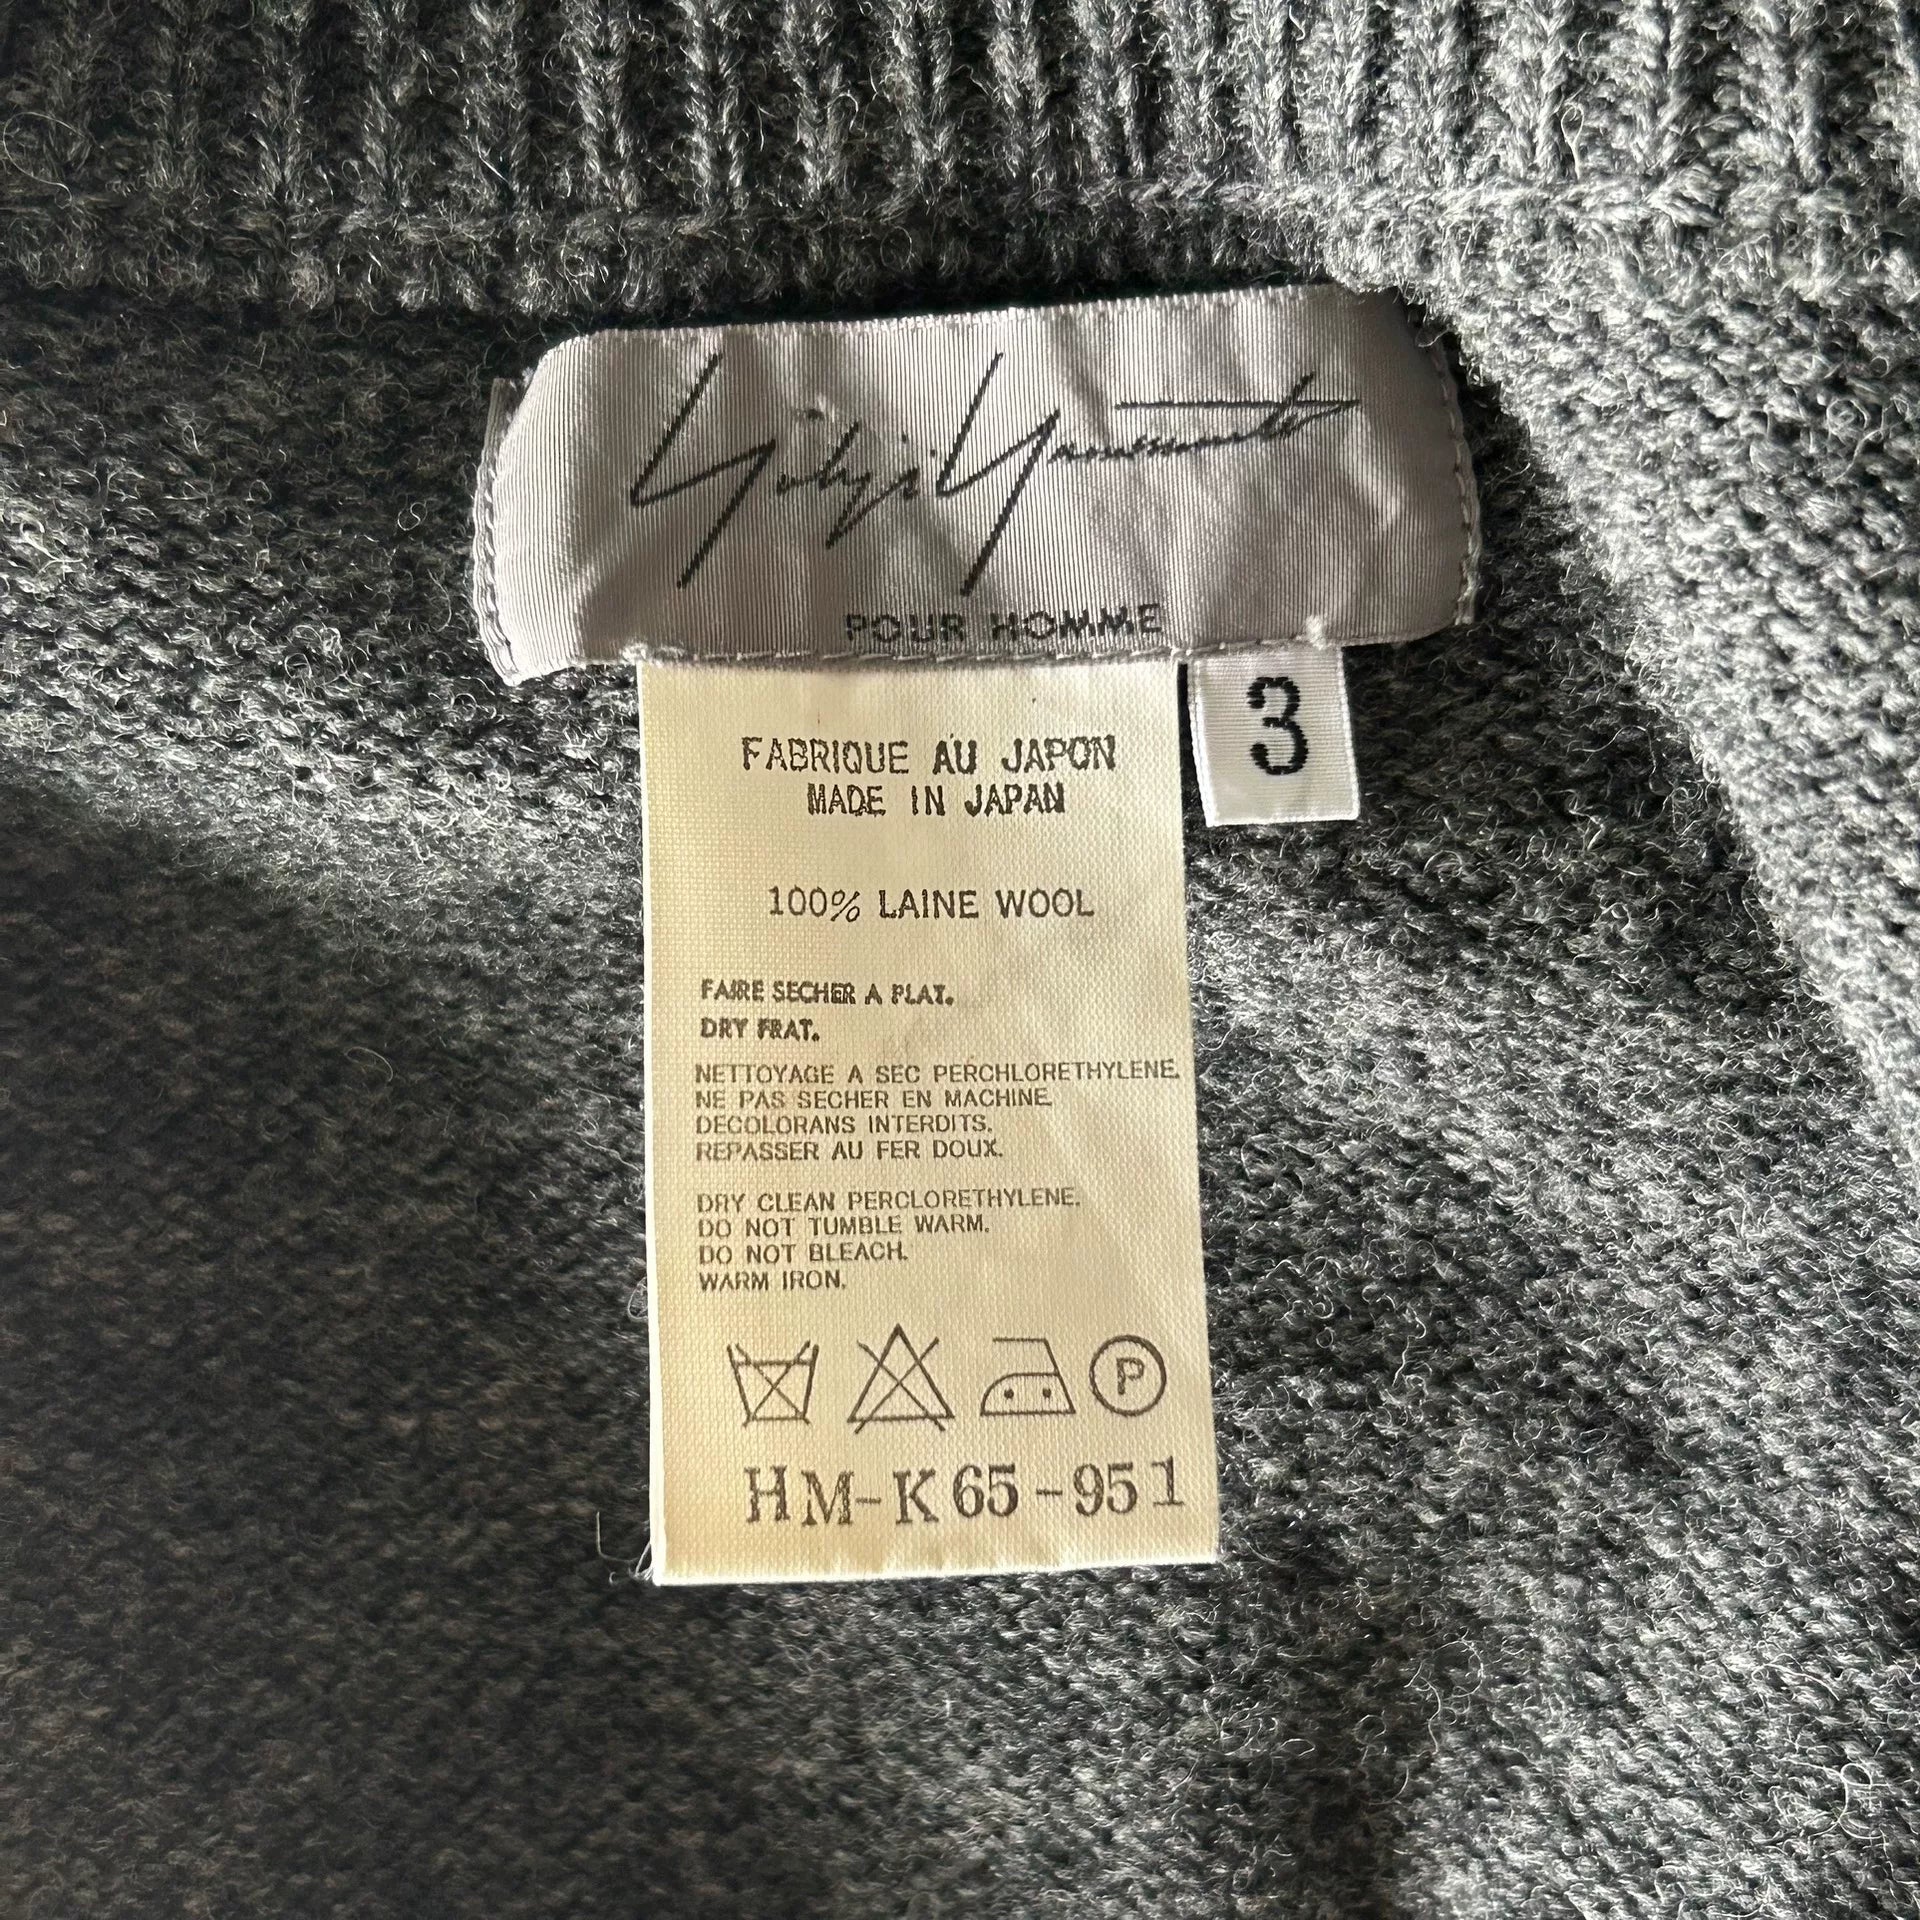 Yohji Yamamoto
POUR HOMME
3
FABRIQUE AU JAPON
MADE IN JAPAN
100% LAINE WOOL
FAIRE SECHER A PLAT.
DRY FRAT.
NETTOYAGE A SEC PERCHLORETHYLENE.
NE PAS SECHER EN MACHINE.
DECOLORANS INTERDITS.
REPASSER AU FER DOUX.
DRY CLEAN PERCLORETHYLENE.
DO NOT TUMBLE WARM.
DO NOT BLEACH.
WARM IRON.
P
HM-K65-951